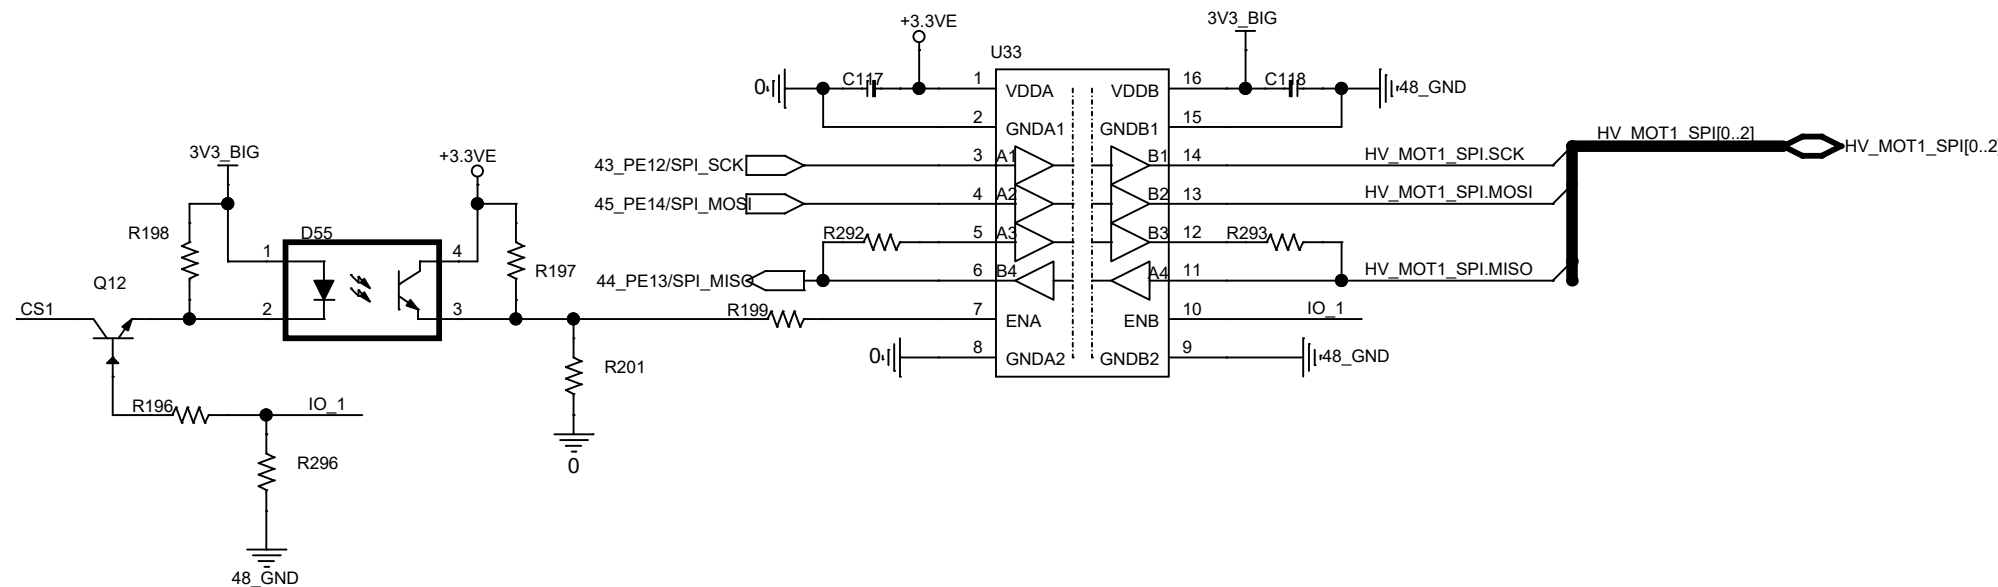 +3.3VE
3V3_BIG
U33
C117
1
VDDA
VDDB
16
C118
0
48_GND
2
GNDA1
GNDB1
15
HV_MOT1_SPI[0..2]
HV_MOT1_SPI[0..2]
3V3_BIG
+3.3VE
43_PE12/SPI_SCK
3
A1
B1
14
HV_MOT1_SPI.SCK
45_PE14/SPI_MOSI
4
A2
B2
13
HV_MOT1_SPI.MOSI
R198
D55
R292
5
A3
B3
12
R293
1
4
R197
44_PE13/SPI_MISO
6
B4
A4
11
HV_MOT1_SPI.MISO
Q12
CS1
2
3
R199
7
ENA
ENB
10
IO_1
0
8
GNDA2
GNDB2
9
48_GND
R201
R196
IO_1
0
R296
48_GND